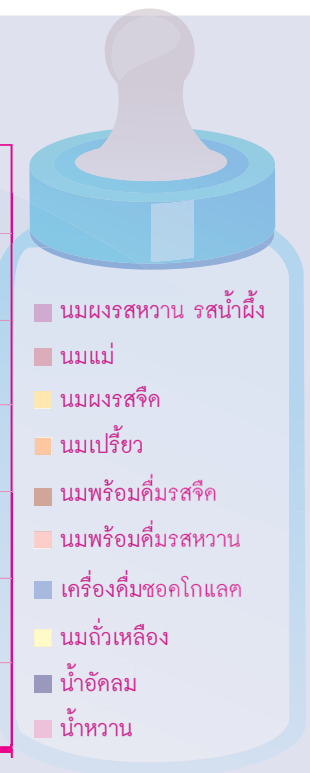 นมผงรสหวาน รสน้ำผึ้ง
นมแม่
นมผงรสจืด
นมเปรี้ยว
นมพร้อมดื่มรสจืด
นมพร้อมดื่มรสหวาน
เครื่องดื่มชอคโกแลต
นมถั่วเหลือง
น้ำอัดลม
น้ำหวาน